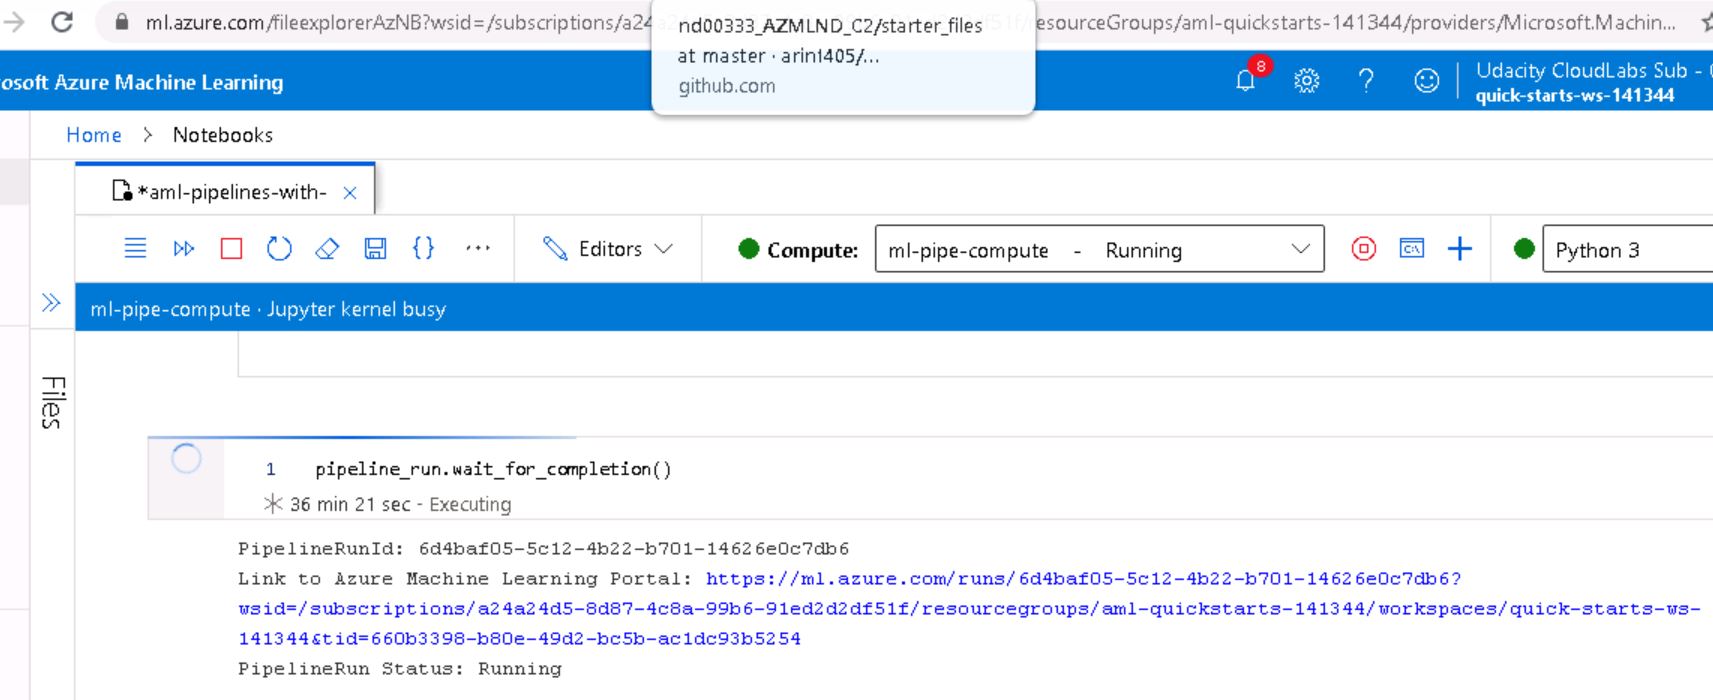 ml.azure.com/fileexplorerAzNB?wsid=/subscriptions/a24
resourceGroups/aml-quickstarts-141344/providers/Microsoft.Machin...
nd00333_AZMLND_C2/starter_files
at master · arin1405/...
github.com
osoft Azure Machine Learning
8
Udacity CloudLabs Sub -
quick-starts-ws-141344
Home > Notebooks
*aml-pipelines-with-
Editors
Compute:
ml-pipe-compute - Running
Python 3
ml-pipe-compute · Jupyter kernel busy
Files
1 pipeline_run.wait_for_completion()
36 min 21 sec - Executing
PipelineRunId: 6d4baf05-5c12-4b22-b701-14626e0c7db6
Link to Azure Machine Learning Portal: https://ml.azure.com/runs/6d4baf05-5c12-4b22-b701-14626e0c7db6?
wsid=/subscriptions/a24a24d5-8d87-4c8a-99b6-91ed2d2df51f/resourcegroups/aml-quickstarts-141344/workspaces/quick-starts-ws-
141344&tid=660b3398-b80e-49d2-bc5b-ac1dc93b5254
PipelineRun Status: Running